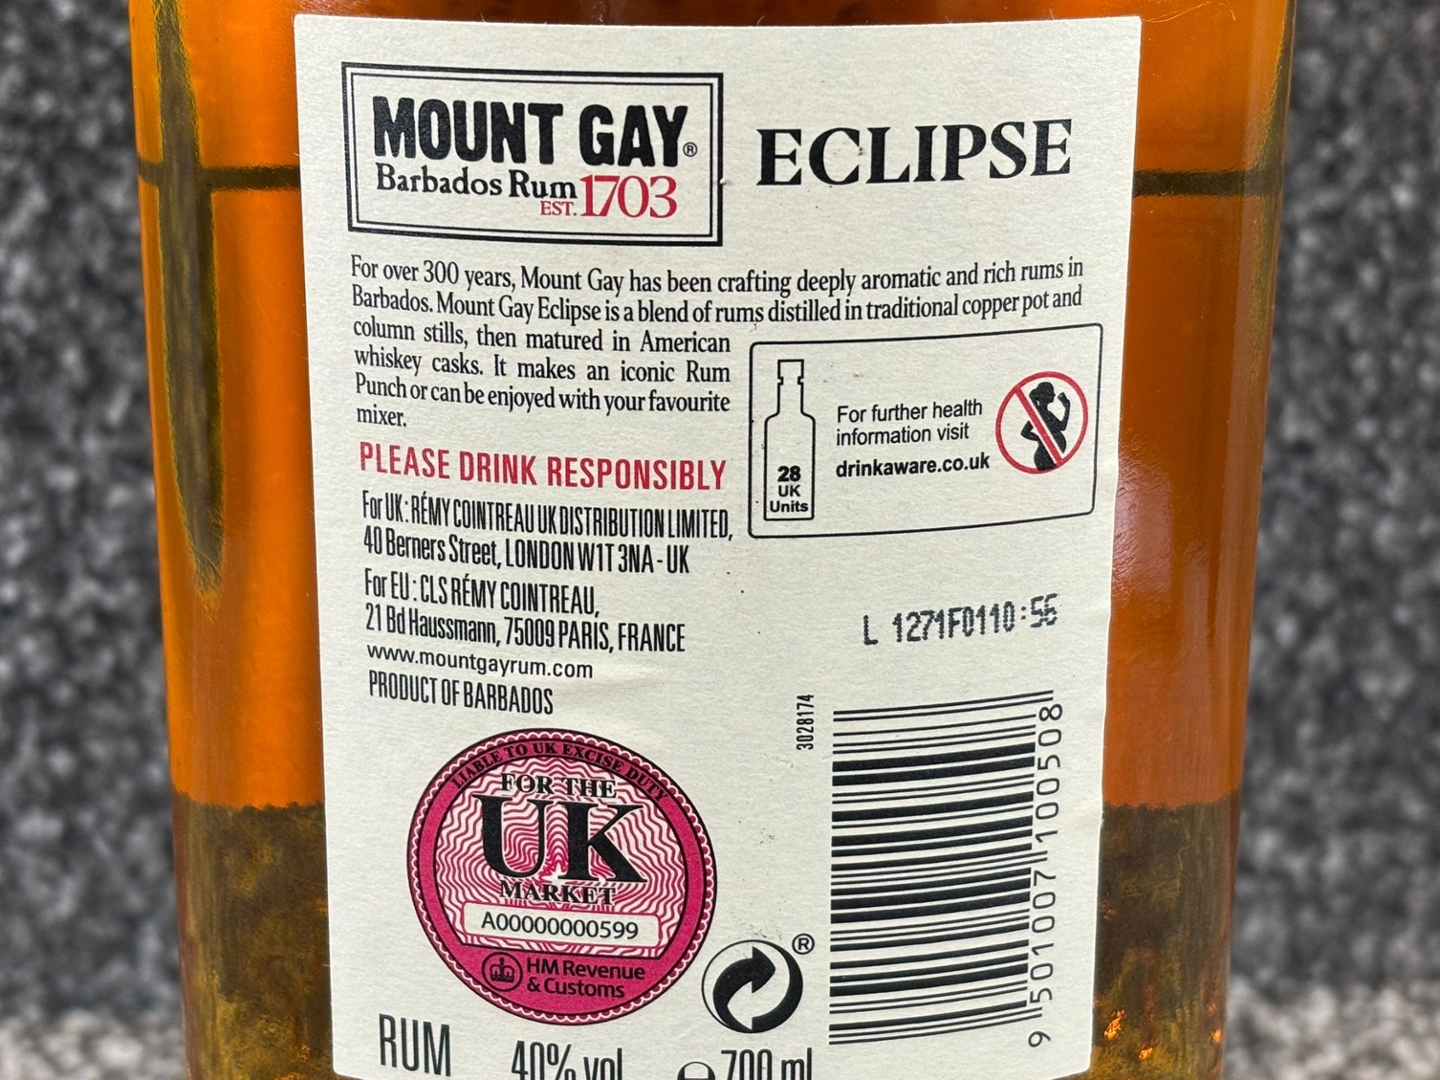 MOUNT GAY®
Barbados Rum
EST. 1703
ECLIPSE
For over 300 years, Mount Gay has been crafting deeply aromatic and rich rums in
Barbados. Mount Gay Eclipse is a blend of rums distilled in traditional copper pot and
column stills, then matured in American
whiskey casks. It makes an iconic Rum
Punch or can be enjoyed with your favourite
mixer.
PLEASE DRINK RESPONSIBLY
For UK : RÉMY COINTREAU UK DISTRIBUTION LIMITED,
40 Berners Street, LONDON W1T 3NA - UK
For EU : CLS RÉMY COINTREAU,
21 Bd Haussmann, 75009 PARIS, FRANCE
www.mountgayrum.com
PRODUCT OF BARBADOS
28
UK
Units
For further health
information visit
drinkaware.co.uk
L 1271F0110:56
3028174
9 501007 100508
LIABLE TO UK EXCISE DUTY
FOR THE
UK
MARKET
A00000000599
HM Revenue
& Customs
®
RUM
40% vol
e 700 ml